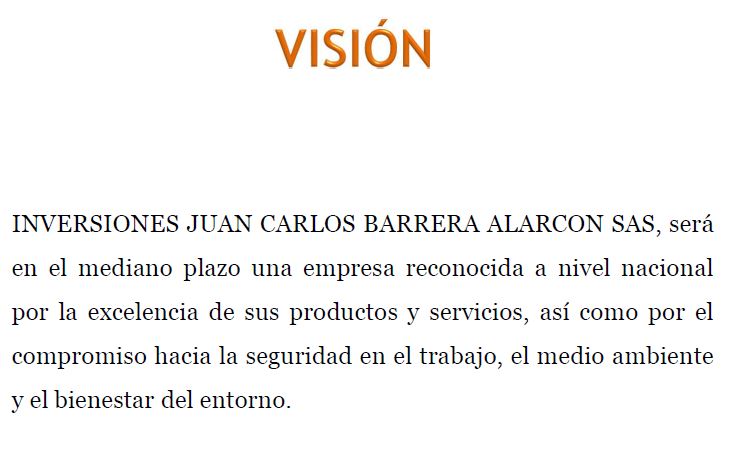 VISIÓN
INVERSIONES JUAN CARLOS BARRERA ALARCON SAS, será
en el mediano plazo una empresa reconocida a nivel nacional
por la excelencia de sus productos y servicios, así como por el
compromiso hacia la seguridad en el trabajo, el medio ambiente
y el bienestar del entorno.